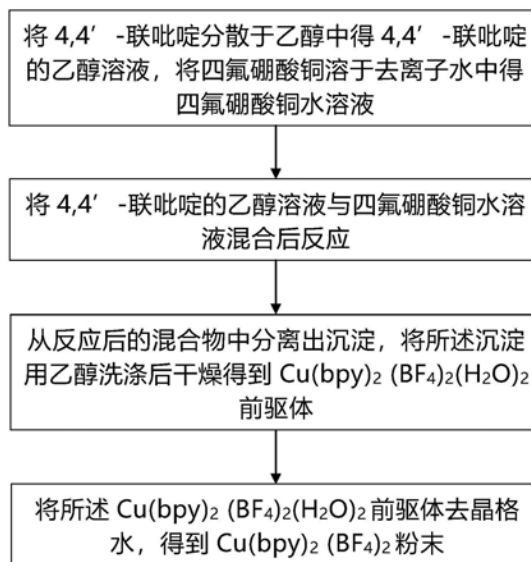 将 4,4′ -联吡啶分散于乙醇中得 4,4′ -联吡啶
的乙醇溶液，将四氟硼酸铜溶于去离子水中得
四氟硼酸铜水溶液
将 4,4′ -联吡啶的乙醇溶液与四氟硼酸铜水溶
液混合后反应
从反应后的混合物中分离出沉淀，将所述沉淀
用乙醇洗涤后干燥得到 Cu(bpy)₂ (BF₄)₂(H₂O)₂
前驱体
将所述 Cu(bpy)₂ (BF₄)₂(H₂O)₂前驱体去晶格
水，得到 Cu(bpy)₂ (BF₄)₂粉末